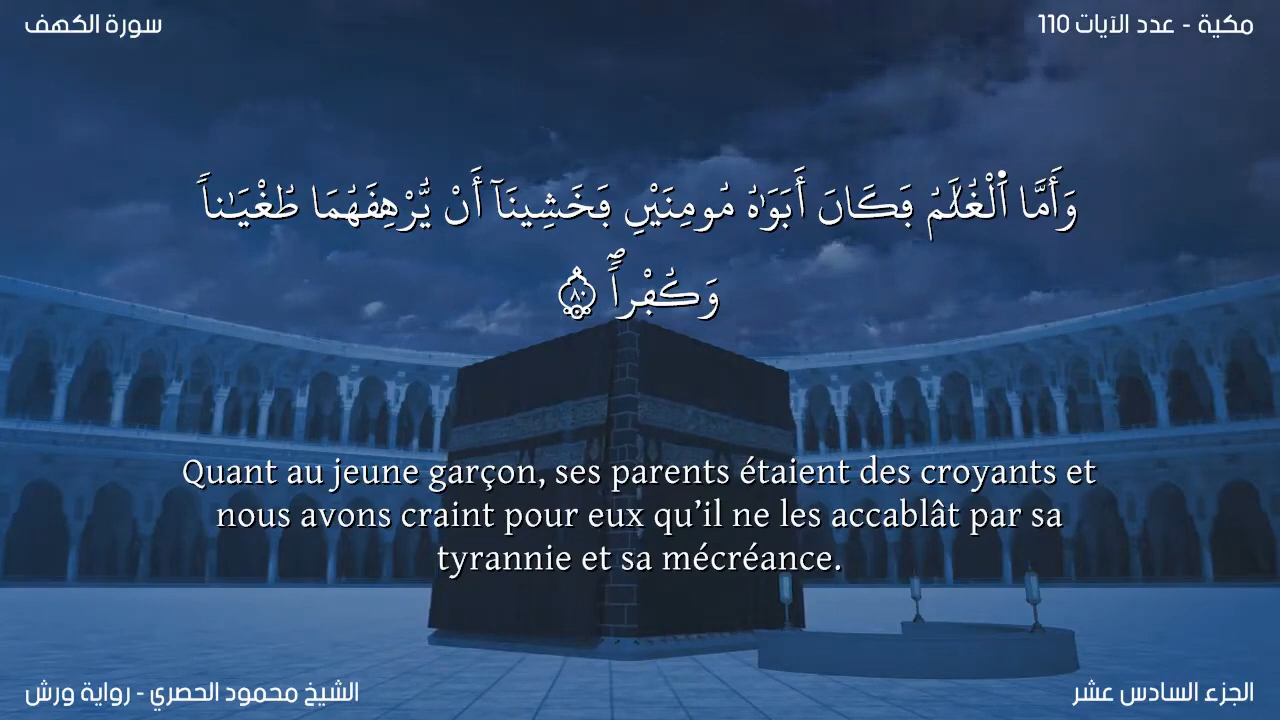 سورة الكهف
مكية - عدد الآيات 110
وَأَمَّا اَ۬لْغُلَٰمُ فَكَانَ أَبَوَٰهُ مُومِنَيْنِ فَخَشِينَآ أَنْ يُّرْهِقَهُمَا طُغْيَٰناٗ
وَكُفْراٗۖ ٨٠
Quant au jeune garçon, ses parents étaient des croyants et
nous avons craint pour eux qu’il ne les accablât par sa
tyrannie et sa mécréance.
الشيخ محمود الحصري - رواية ورش
الجزء السادس عشر